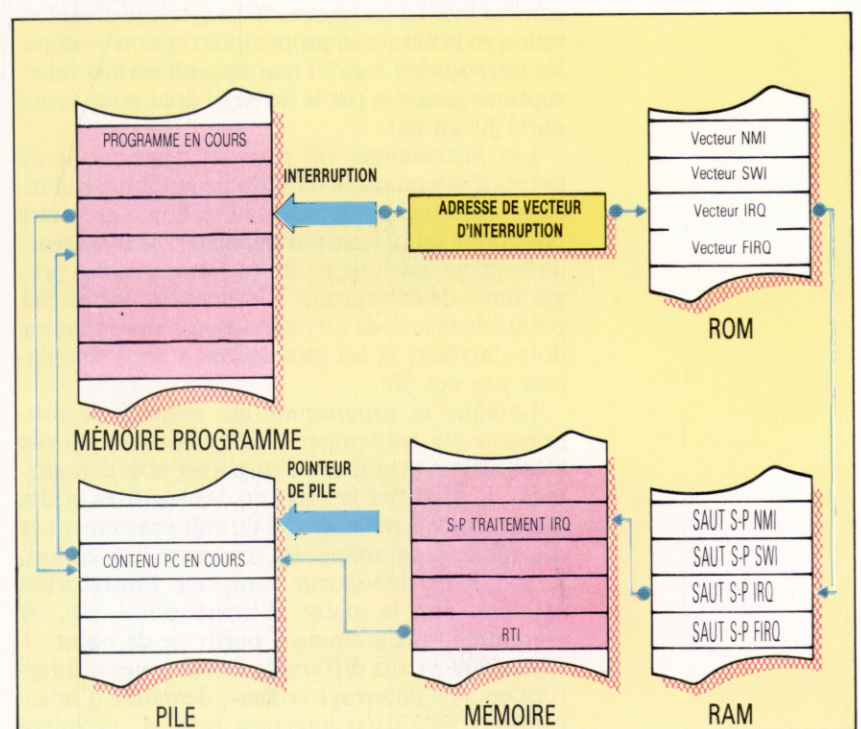 PROGRAMME EN COURS
INTERRUPTION
ADRESSE DE VECTEUR
D'INTERRUPTION
Vecteur NMI
Vecteur SWI
Vecteur IRQ
Vecteur FIRQ
ROM
MÉMOIRE PROGRAMME
POINTEUR
DE PILE
CONTENU PC EN COURS
PILE
S-P TRAITEMENT IRQ
RTI
MÉMOIRE
SAUT S-P NMI
SAUT S-P SWI
SAUT S-P IRQ
SAUT S-P FIRQ
RAM